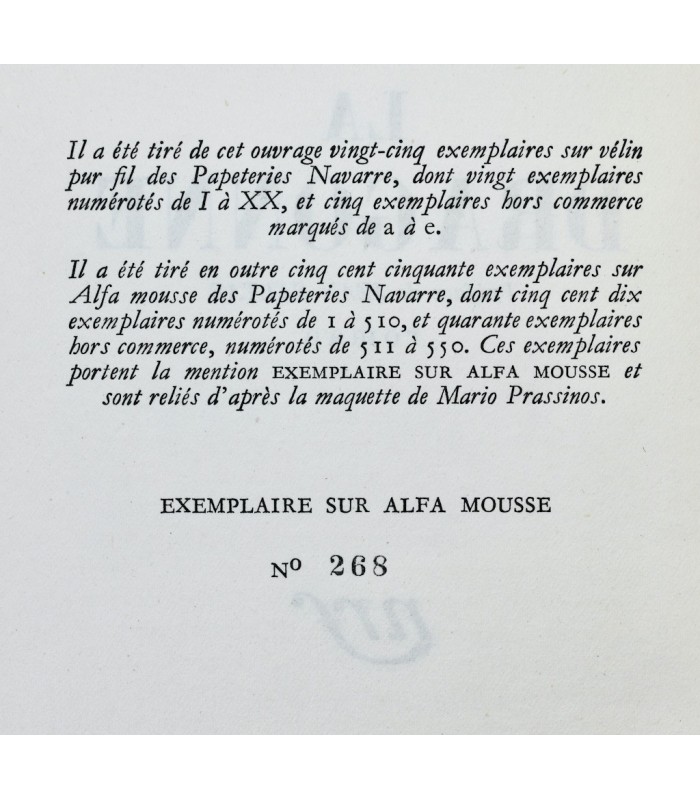 Il a été tiré de cet ouvrage vingt-cinq exemplaires sur vélin
pur fil des Papeteries Navarre, dont vingt exemplaires
numérotés de I à XX, et cinq exemplaires hors commerce
marqués de a à e.
Il a été tiré en outre cinq cent cinquante exemplaires sur
Alfa mousse des Papeteries Navarre, dont cinq cent dix
exemplaires numérotés de 1 à 510, et quarante exemplaires
hors commerce, numérotés de 511 à 550. Ces exemplaires
portent la mention EXEMPLAIRE SUR ALFA MOUSSE et
sont reliés d'après la maquette de Mario Prassinos.
EXEMPLAIRE SUR ALFA MOUSSE
Nº 268